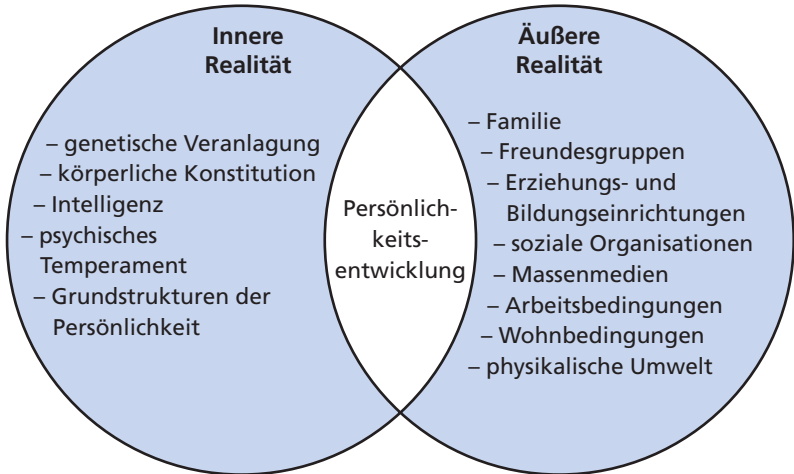 Innere
Realität
– genetische Veranlagung
– körperliche Konstitution
– Intelligenz
– psychisches
Temperament
– Grundstrukturen der
Persönlichkeit
Persönlich-
keits-
entwicklung
Äußere
Realität
– Familie
– Freundesgruppen
– Erziehungs- und
Bildungseinrichtungen
– soziale Organisationen
– Massenmedien
– Arbeitsbedingungen
– Wohnbedingungen
– physikalische Umwelt